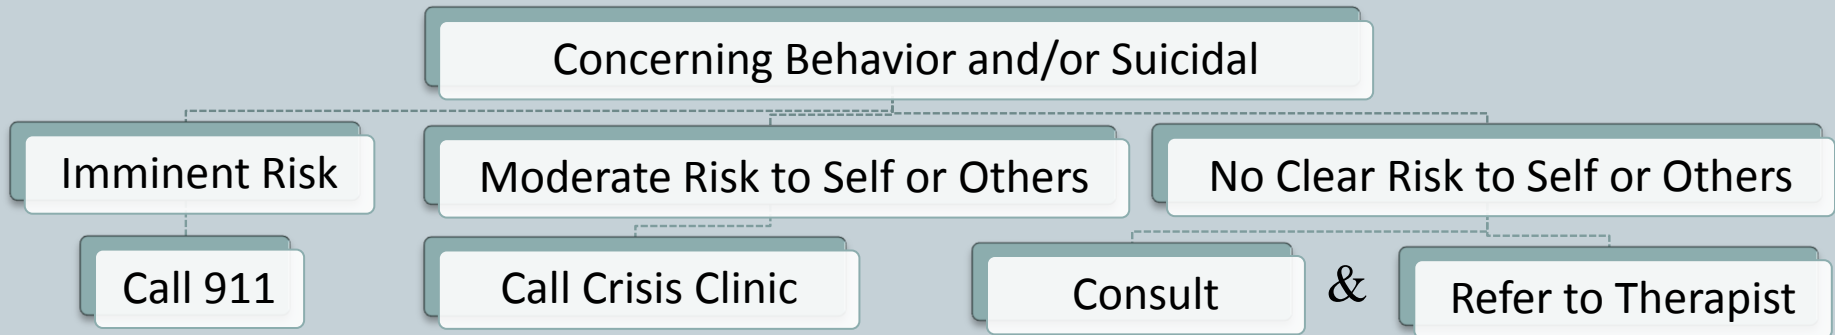 Concerning Behavior and/or Suicidal
Imminent Risk
Moderate Risk to Self or Others
No Clear Risk to Self or Others
Call 911
Call Crisis Clinic
Consult
&
Refer to Therapist